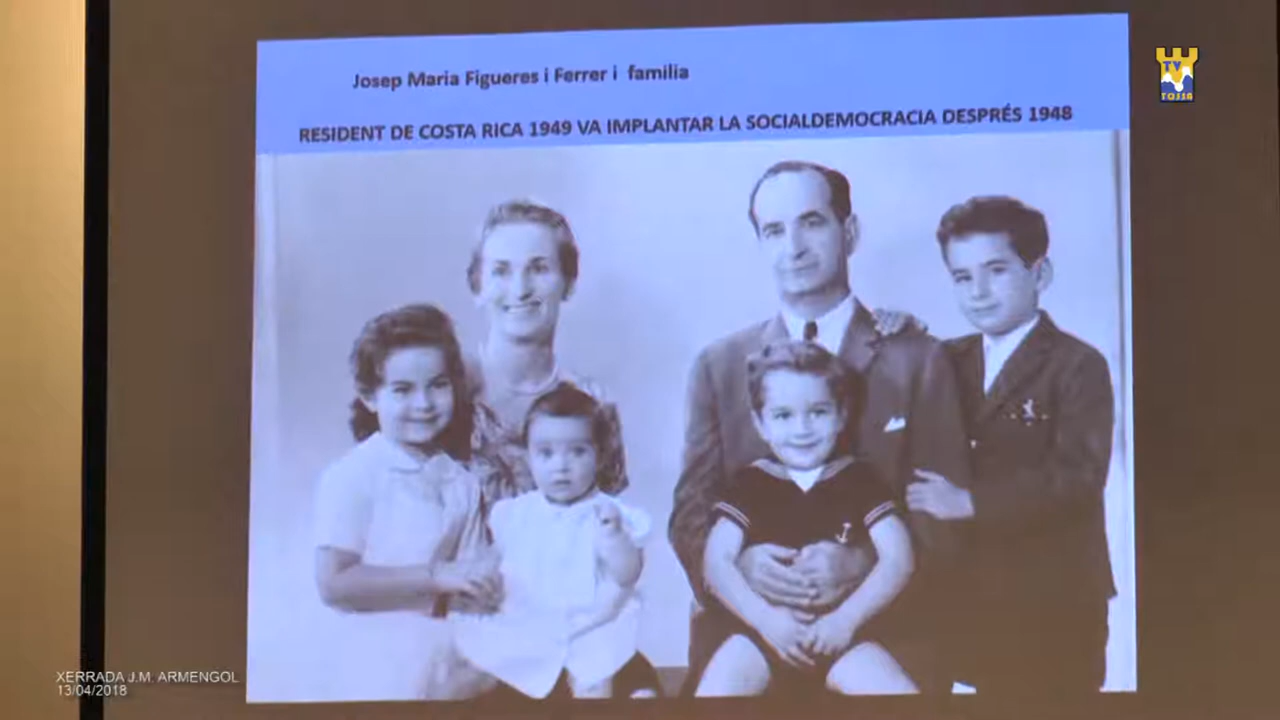 Josep Maria Figueres i Ferrer i familia
RESIDENT DE COSTA RICA 1949 VA IMPLANTAR LA SOCIALDEMOCRACIA DESPRÉS 1948
TV
TOSSA
XERRADA J.M. ARMENGOL
13/04/2018